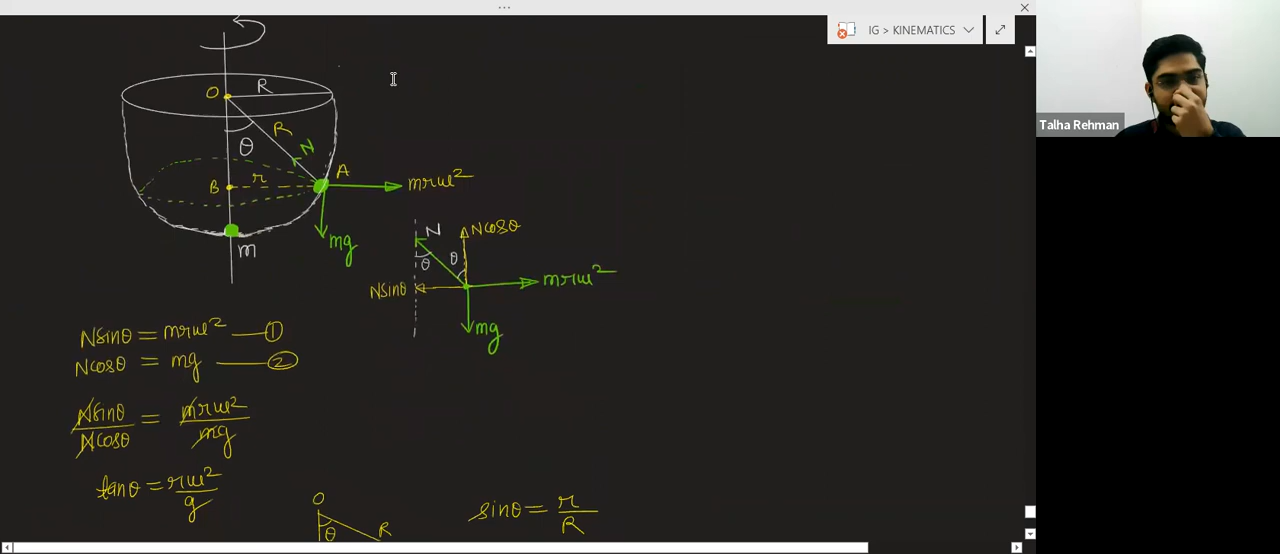 IG > KINEMATICS
Talha Rehman
O
R
θ
R
N
A
B
r
mrω²
mg
m
N
Ncosθ
θ
θ
Nsinθ
mrω²
mg
Nsinθ = mrω² —①
Ncosθ = mg —②
Nsinθ/Ncosθ = mrω²/mg
tanθ = rω²/g
O
θ
R
sinθ = r/R